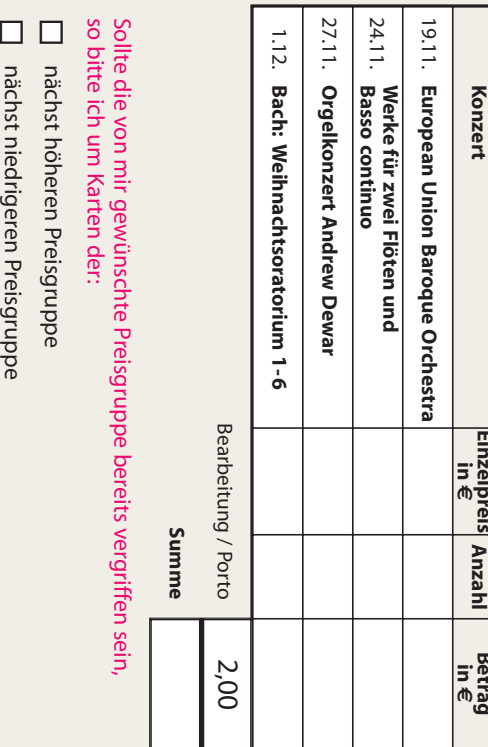 Konzert Einzelpreis in € Anzahl Betrag in €
19.11. European Union Baroque Orchestra
24.11. Werke für zwei Flöten und
Basso continuo
27.11. Orgelkonzert Andrew Dewar
1.12. Bach: Weihnachtsoratorium 1-6
Bearbeitung / Porto 2,00
Summe
Sollte die von mir gewünschte Preisgruppe bereits vergriffen sein,
so bitte ich um Karten der:
nächst höheren Preisgruppe
nächst niedrigeren Preisgruppe